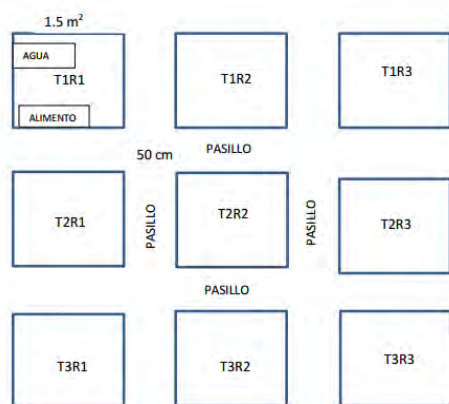 1.5 m²
AGUA
T1R1
T1R2
T1R3
ALIMENTO
PASILLO
50 cm
T2R1
PASILLO
T2R2
PASILLO
T2R3
PASILLO
T3R1
T3R2
T3R3